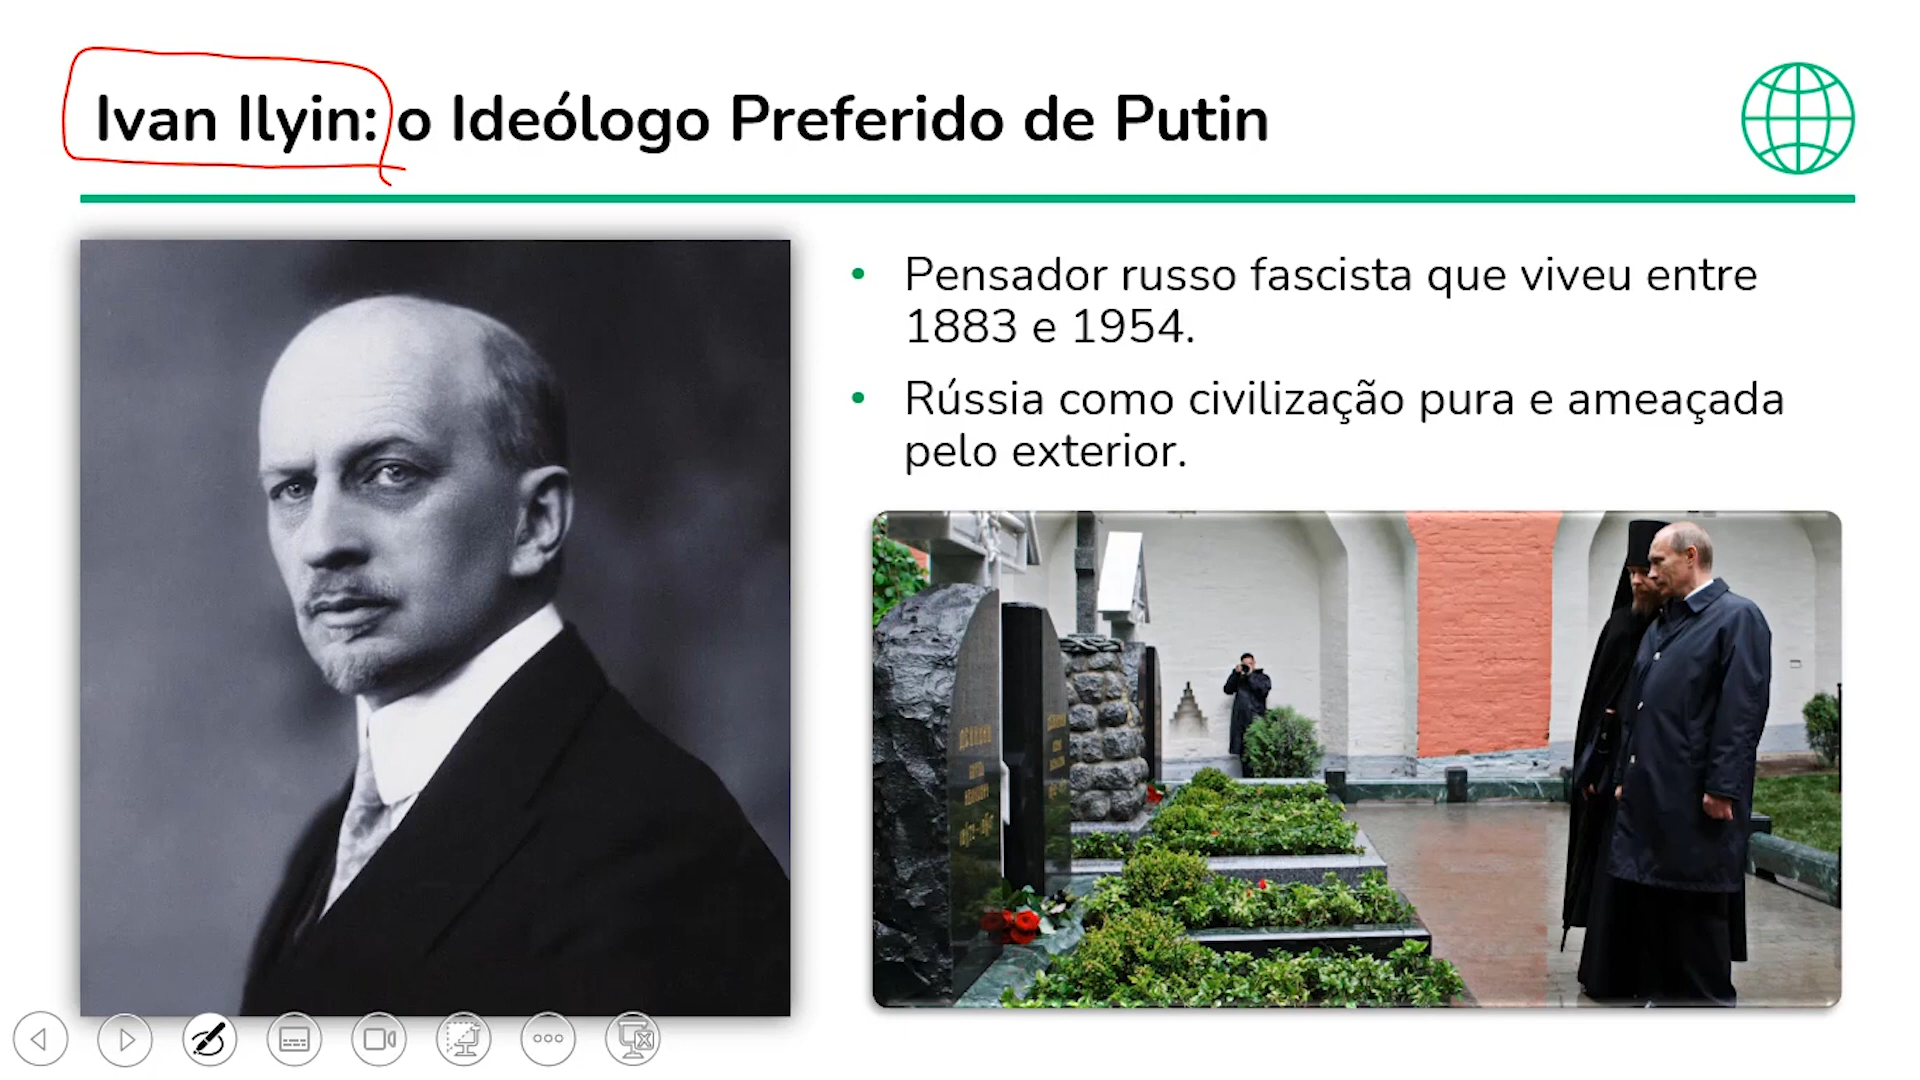 Ivan Ilyin: o Ideólogo Preferido de Putin
Pensador russo fascista que viveu entre
1883 e 1954.
Rússia como civilização pura e ameaçada
pelo exterior.